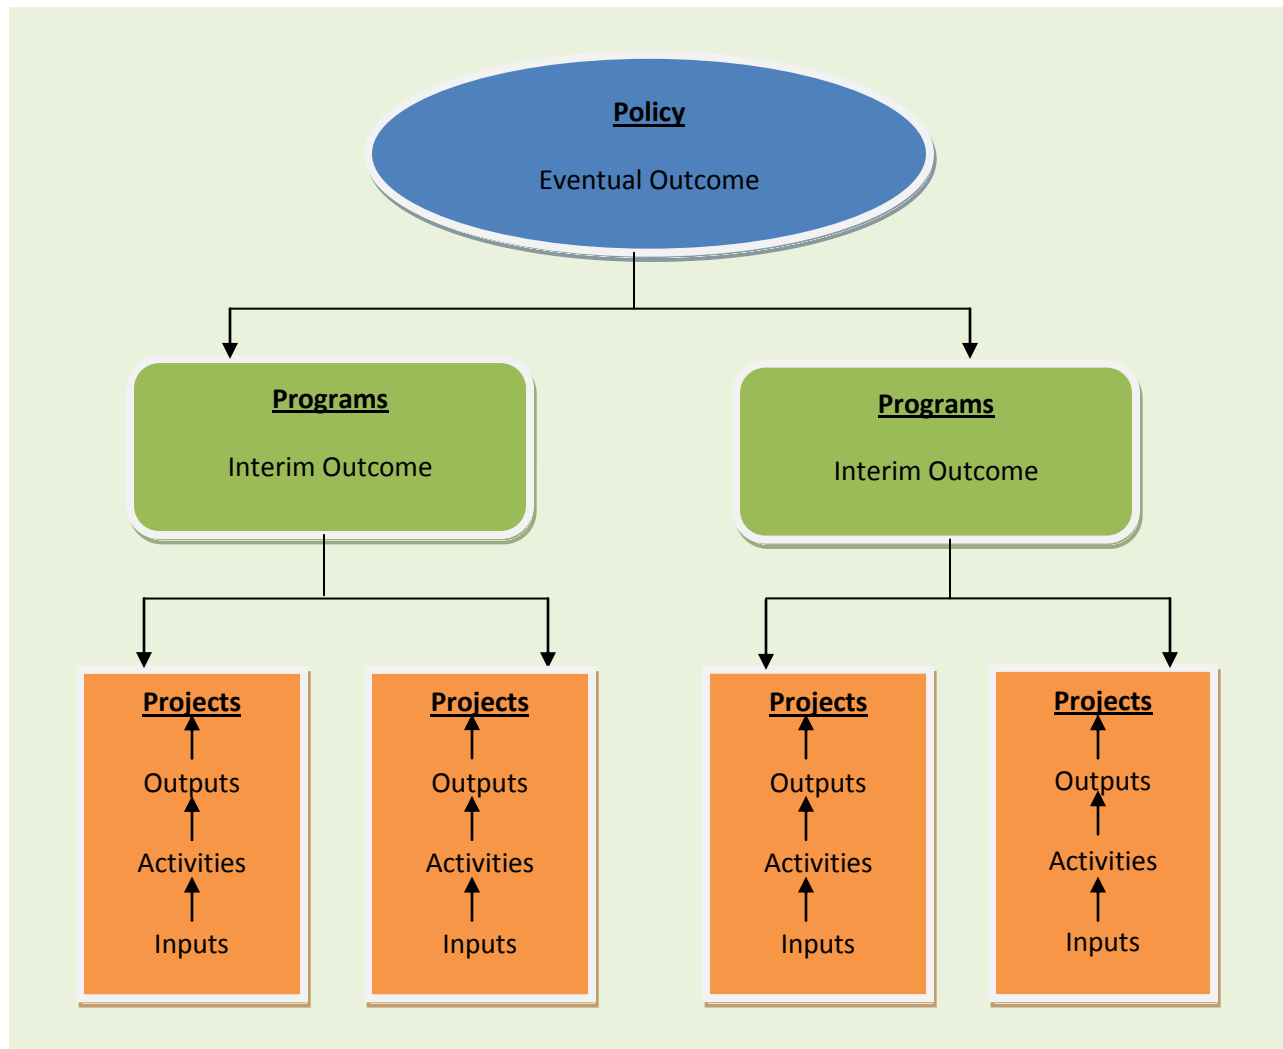 Policy
Eventual Outcome
Programs
Interim Outcome
Programs
Interim Outcome
Projects
Outputs
Activities
Inputs
Projects
Outputs
Activities
Inputs
Projects
Outputs
Activities
Inputs
Projects
Outputs
Activities
Inputs